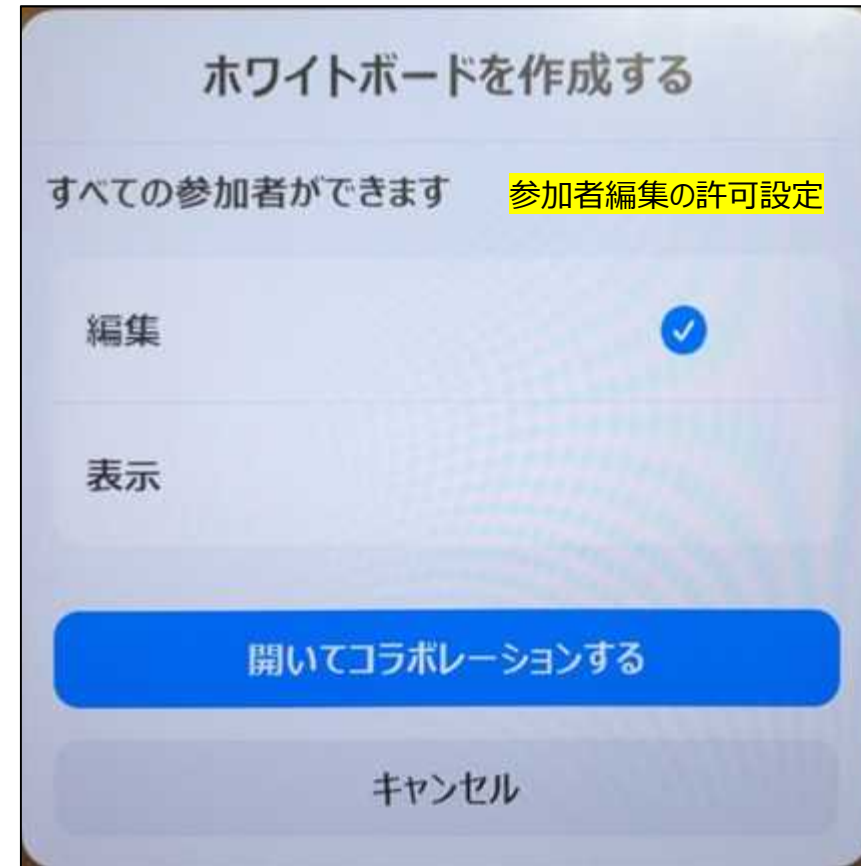 ホワイトボードを作成する
すべての参加者ができます 参加者編集の許可設定
編集
表示
開いてコラボレーションする
キャンセル